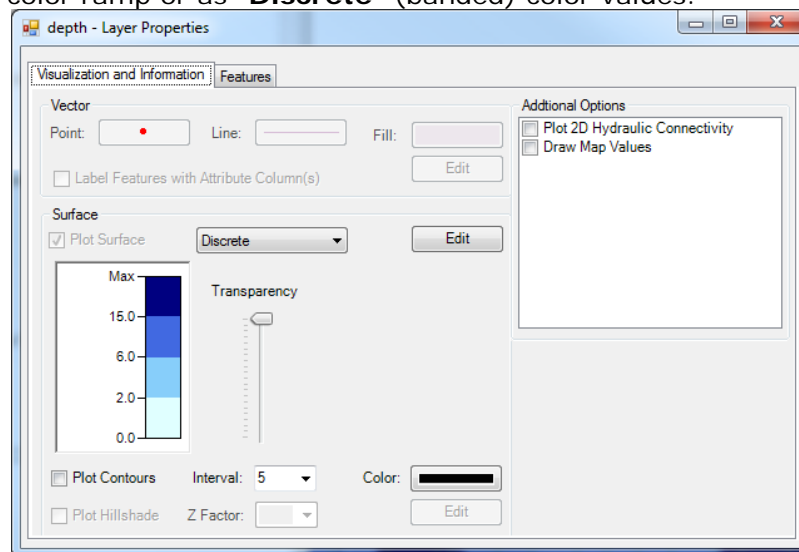 color ramp or as "Discrete" (banded) color values.
depth - Layer Properties
Visualization and Information Features
Vector
Point: Line: Fill:
Label Features with Attribute Column(s) Edit
Surface
Plot Surface Discrete Edit
Max
15.0
6.0
2.0
0.0
Transparency
Plot Contours Interval: 5 Color:
Plot Hillshade Z Factor: Edit
Addtional Options
Plot 2D Hydraulic Connectivity
Draw Map Values